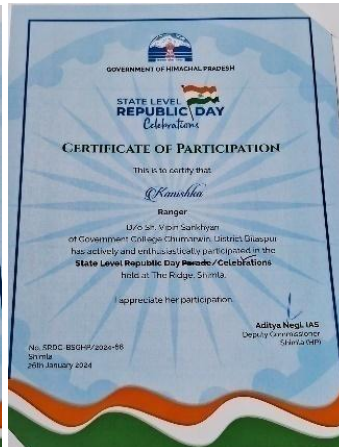 GOVERNMENT OF HIMACHAL PRADESH
STATE LEVEL
REPUBLIC DAY
Celebrations
CERTIFICATE OF PARTICIPATION
This is to certify that
Kanishka
Ranger
D/o Sh. Vipin Sankhyan
of Government College Ghumarwin, District Bilaspur
has actively and enthusiastically participated in the
State Level Republic Day Parade/Celebrations
held at The Ridge, Shimla.
I appreciate her participation.
Aditya Negi, IAS
Deputy Commissioner
Shimla (HP)
No. SRDC-BSGHP/2024-66
Shimla
26th January 2024